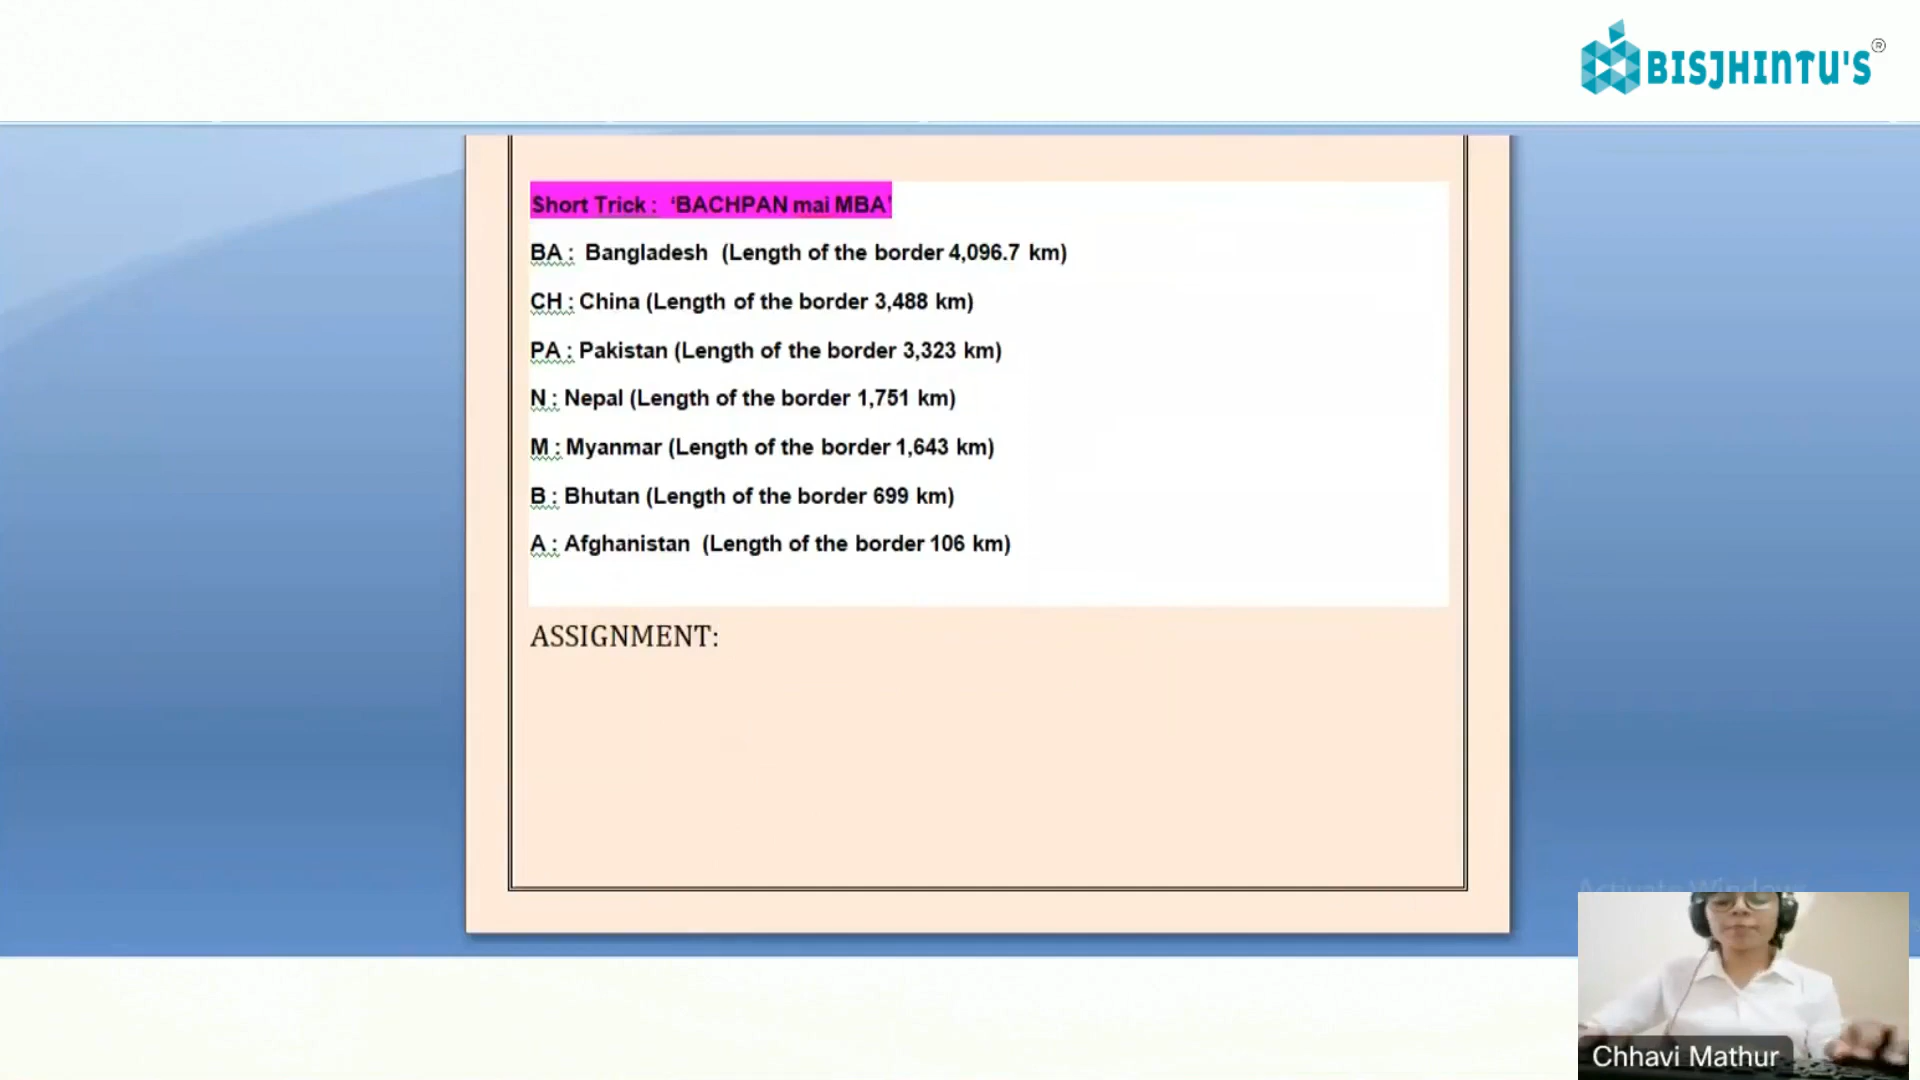 BISJHINTU'S®
Short Trick : ‘BACHPAN mai MBA’
BA : Bangladesh (Length of the border 4,096.7 km)
CH : China (Length of the border 3,488 km)
PA : Pakistan (Length of the border 3,323 km)
N : Nepal (Length of the border 1,751 km)
M : Myanmar (Length of the border 1,643 km)
B : Bhutan (Length of the border 699 km)
A : Afghanistan (Length of the border 106 km)
ASSIGNMENT:
Activate Windows
Chhavi Mathur